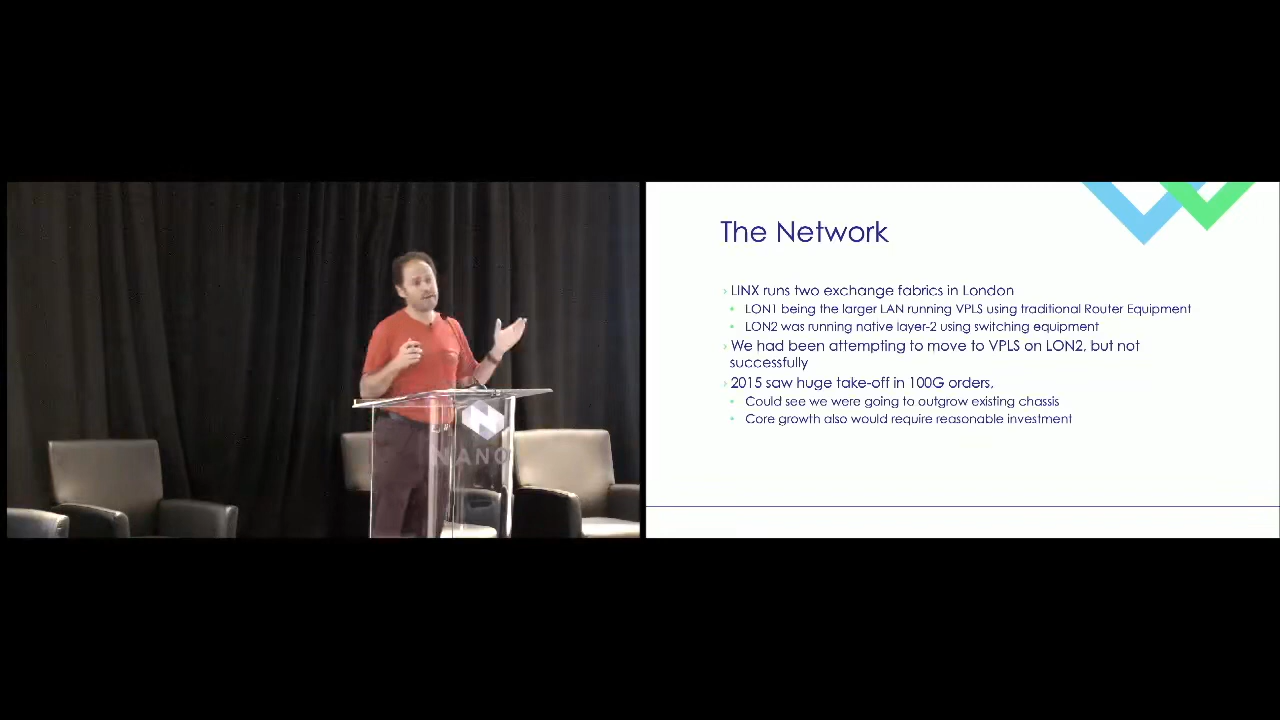 The Network
LINX runs two exchange fabrics in London
LON1 being the larger LAN running VPLS using traditional Router Equipment
LON2 was running native layer-2 using switching equipment
We had been attempting to move to VPLS on LON2, but not
successfully
2015 saw huge take-off in 100G orders,
Could see we were going to outgrow existing chassis
Core growth also would require reasonable investment
NANO